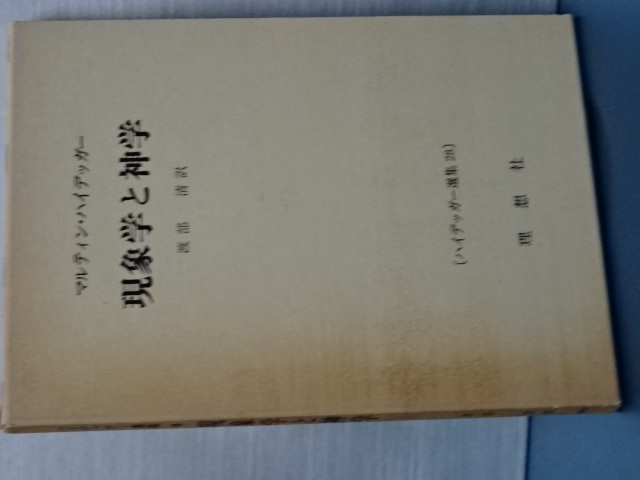 マルティン・ハイデッガー
現象学と神学
渡部 清訳
(ハイデッガー選集 28)
理想社